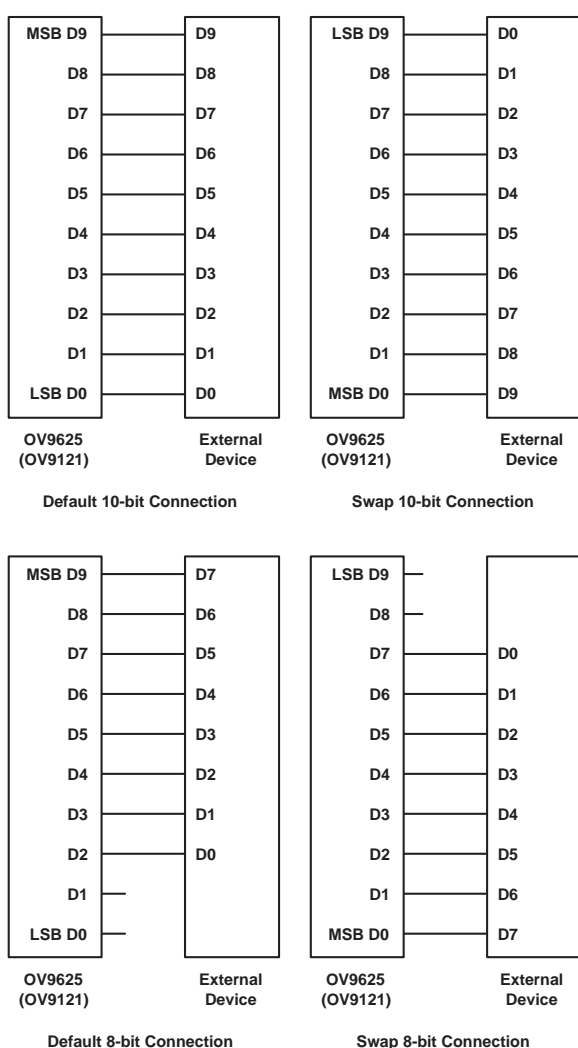 MSB D9 D9
D8 D8
D7 D7
D6 D6
D5 D5
D4 D4
D3 D3
D2 D2
D1 D1
LSB D0 D0
OV9625 External
(OV9121) Device
Default 10-bit Connection
LSB D9 D0
D8 D1
D7 D2
D6 D3
D5 D4
D4 D5
D3 D6
D2 D7
D1 D8
MSB D0 D9
OV9625 External
(OV9121) Device
Swap 10-bit Connection
MSB D9 D7
D8 D6
D7 D5
D6 D4
D5 D3
D4 D2
D3 D1
D2 D0
D1
LSB D0
OV9625 External
(OV9121) Device
Default 8-bit Connection
LSB D9
D8
D7 D0
D6 D1
D5 D2
D4 D3
D3 D4
D2 D5
D1 D6
MSB D0 D7
OV9625 External
(OV9121) Device
Swap 8-bit Connection